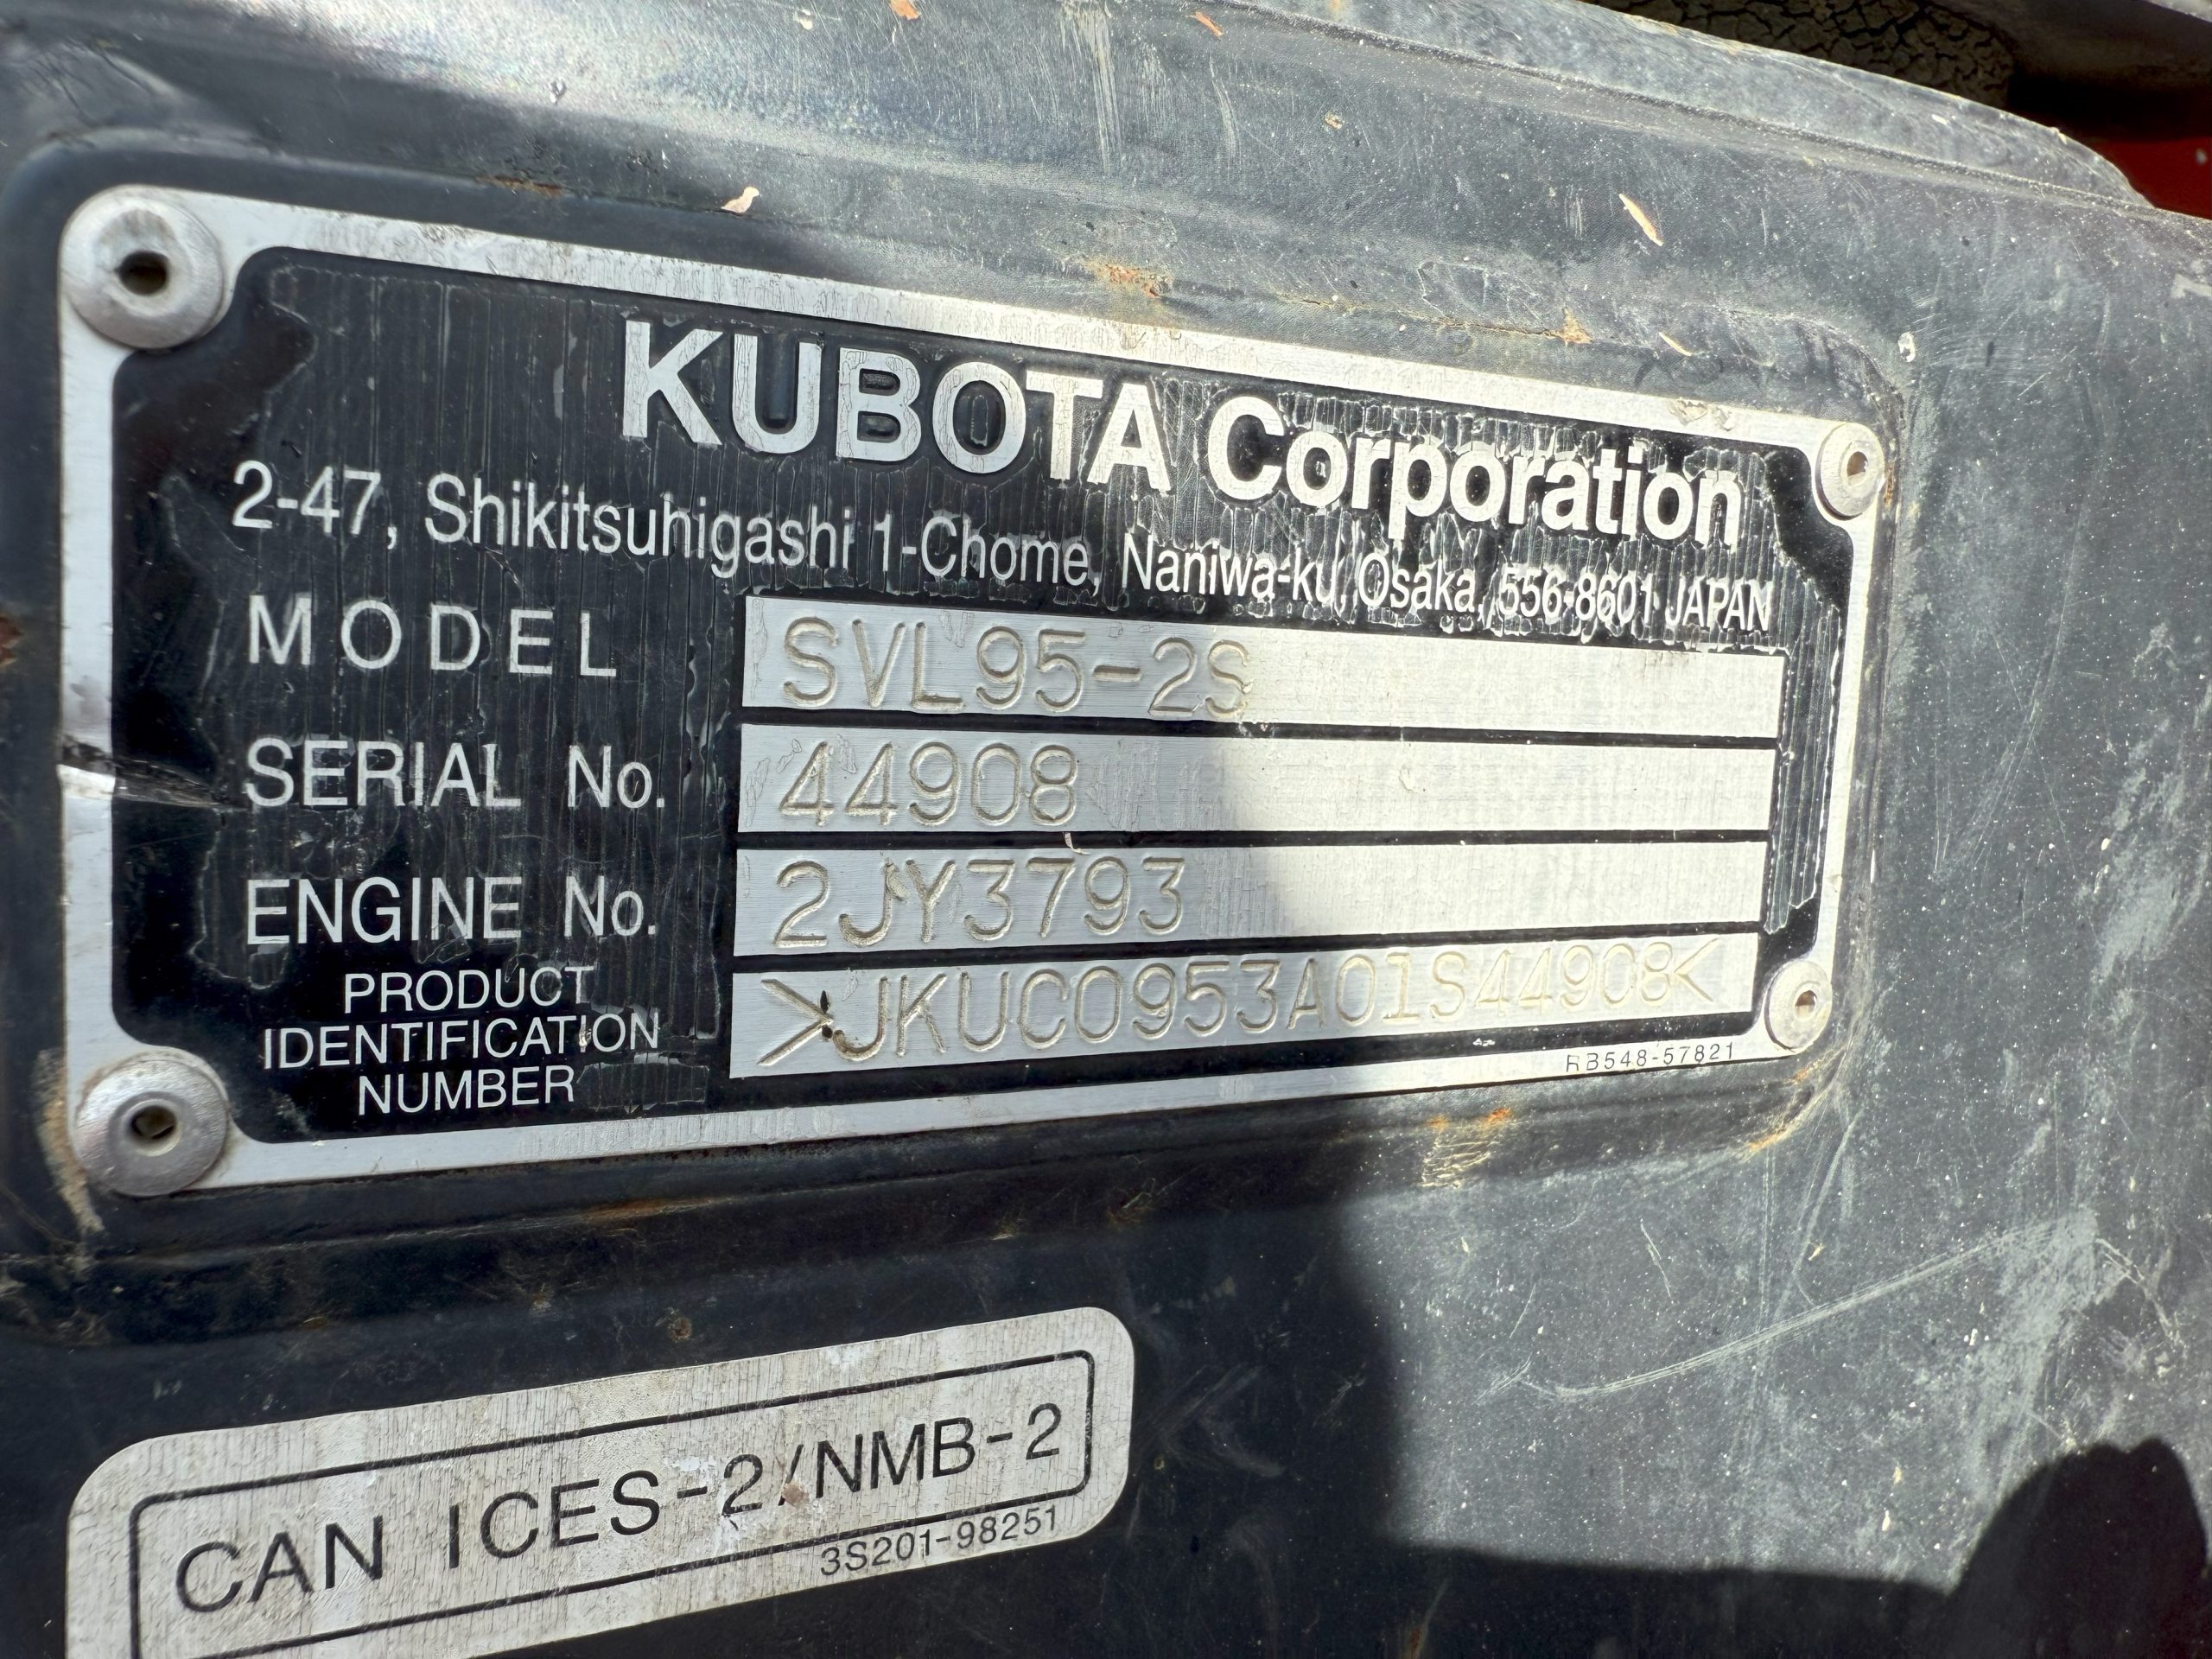 KUBOTA Corporation
2-47, Shikitsuhigashi 1-Chome, Naniwa-ku, Osaka, 556-8601 JAPAN
MODEL SVL95-2S
SERIAL No. 44908
ENGINE No. 2JY3793
PRODUCT IDENTIFICATION NUMBER >JKUC0953A01S44908<
RB548-57821
CAN ICES-2/NMB-2
3S201-98251